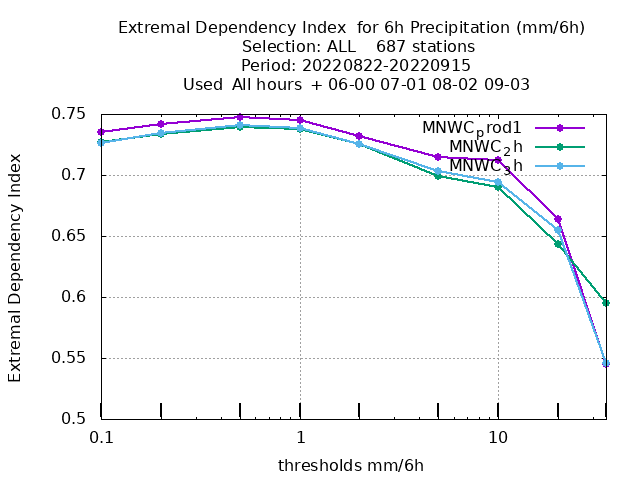 Extremal Dependency Index  for 6h Precipitation (mm/6h)
Selection: ALL    687 stations
Period: 20220822-20220915
Used  All hours  + 06-00 07-01 08-02 09-03
MNWC_prod1
MNWC_2h
MNWC_3h
0.75
0.7
0.65
0.6
0.55
0.5
Extremal Dependency Index
0.1
1
10
thresholds mm/6h